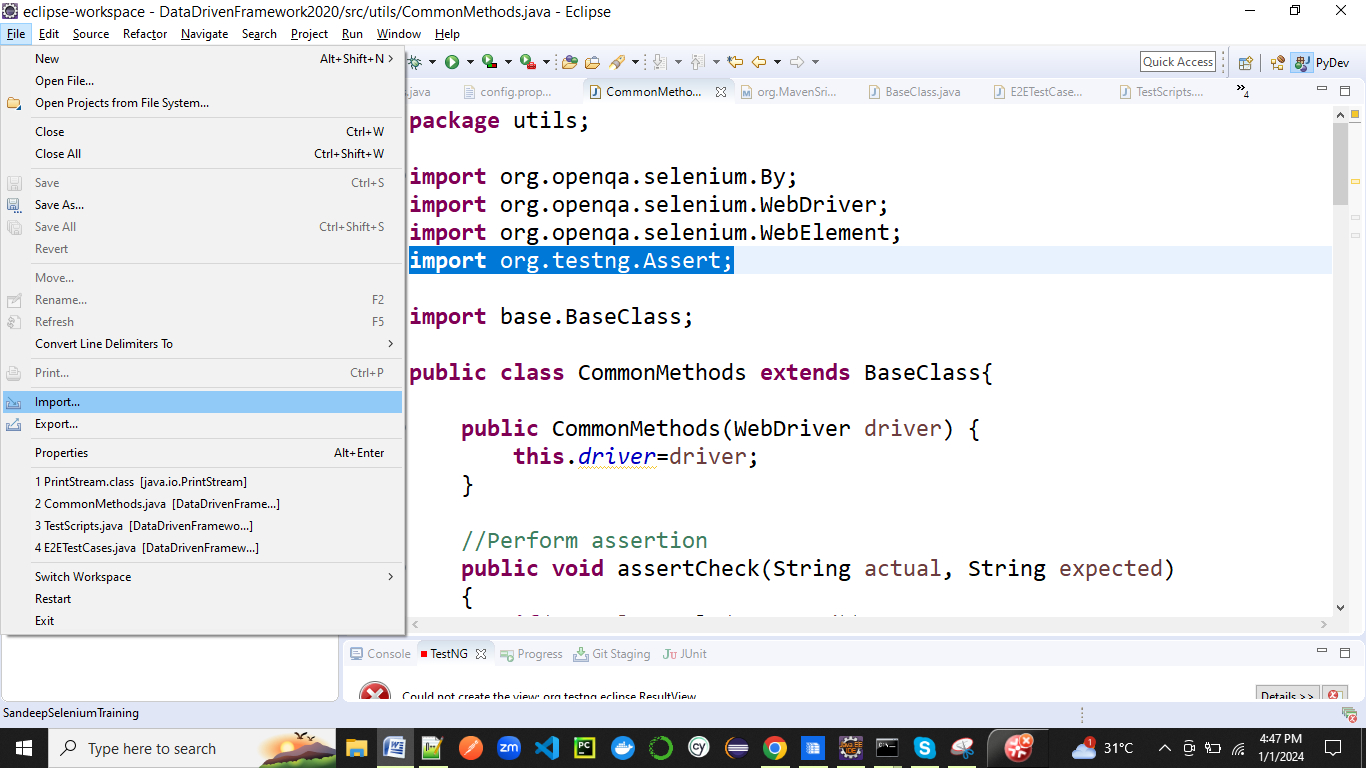 eclipse-workspace - DataDrivenFramework2020/src/utils/CommonMethods.java - Eclipse
File Edit Source Refactor Navigate Search Project Run Window Help
New Alt+Shift+N >
Open File...
Open Projects from File System...
Close Ctrl+W
Close All Ctrl+Shift+W
Save Ctrl+S
Save As...
Save All Ctrl+Shift+S
Revert
Move...
Rename... F2
Refresh F5
Convert Line Delimiters To >
Print... Ctrl+P
Import...
Export...
Properties Alt+Enter
1 PrintStream.class [java.io.PrintStream]
2 CommonMethods.java [DataDrivenFrame...]
3 TestScripts.java [DataDrivenFramewo...]
4 E2ETestCases.java [DataDrivenFramew...]
Switch Workspace >
Restart
Exit
Quick Access PyDev
s.java config.prop... CommonMetho... org.MavenSri... BaseClass.java E2ETestCase... TestScripts.... »4
package utils;
import org.openqa.selenium.By;
import org.openqa.selenium.WebDriver;
import org.openqa.selenium.WebElement;
import org.testng.Assert;
import base.BaseClass;
public class CommonMethods extends BaseClass{
public CommonMethods(WebDriver driver) {
this.driver=driver;
}
//Perform assertion
public void assertCheck(String actual, String expected)
{
Console TestNG Progress Git Staging JUnit
Could not create the view: org.testng.eclipse.ResultView
Details >>
SandeepSeleniumTraining
Type here to search
zm
PC
cy
31°C
4:47 PM
1/1/2024